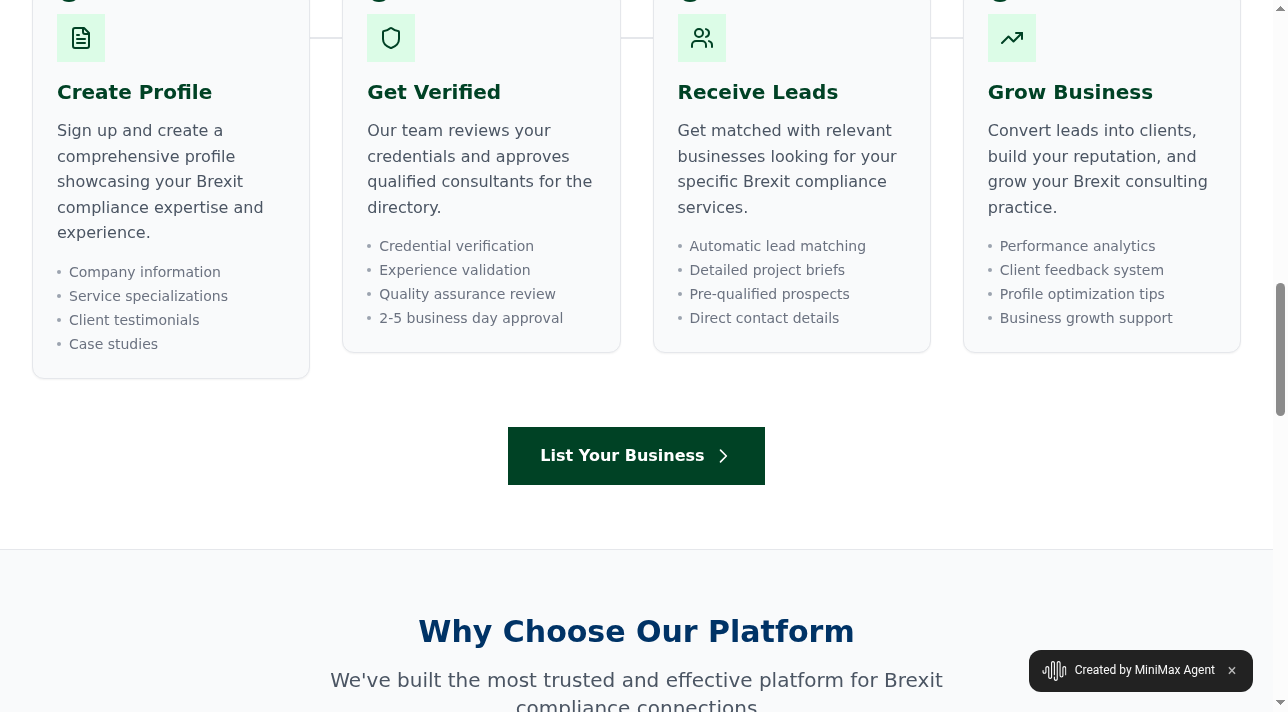 Create Profile
Sign up and create a
comprehensive profile
showcasing your Brexit
compliance expertise and
experience.
• Company information
• Service specializations
• Client testimonials
• Case studies
Get Verified
Our team reviews your
credentials and approves
qualified consultants for the
directory.
• Credential verification
• Experience validation
• Quality assurance review
• 2-5 business day approval
Receive Leads
Get matched with relevant
businesses looking for your
specific Brexit compliance
services.
• Automatic lead matching
• Detailed project briefs
• Pre-qualified prospects
• Direct contact details
Grow Business
Convert leads into clients,
build your reputation, and
grow your Brexit consulting
practice.
• Performance analytics
• Client feedback system
• Profile optimization tips
• Business growth support
List Your Business
Why Choose Our Platform
We've built the most trusted and effective platform for Brexit
compliance connections.
Created by MiniMax Agent ×